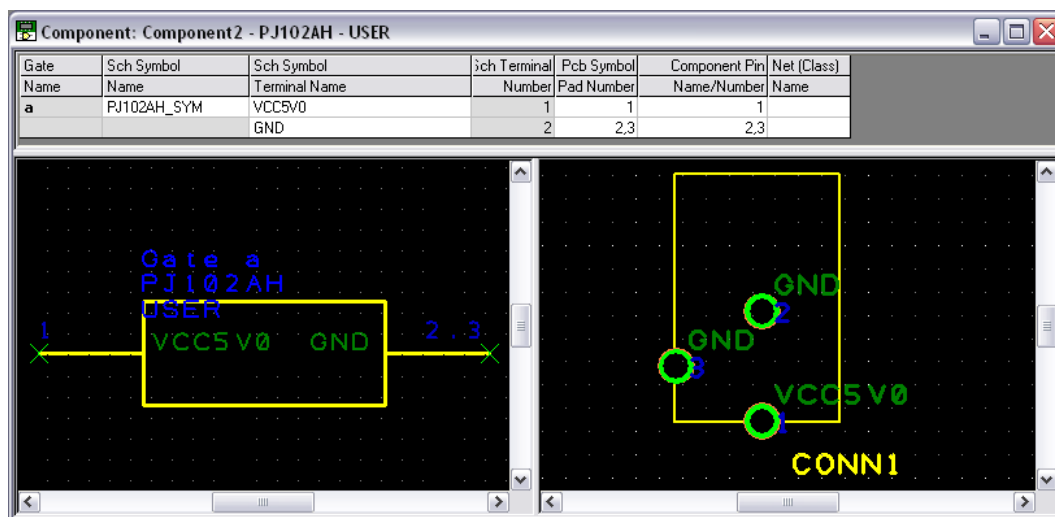 Component: Component2 - PJ102AH - USER
Gate Sch Symbol Sch Symbol Sch Terminal Pcb Symbol Component Pin Net (Class)
Name Name Terminal Name Number Pad Number Name/Number Name
a PJ102AH_SYM VCC5V0 1 1 1
GND 2 2,3 2,3
Gate a
PJ102AH
USER
1 VCC5V0 GND 2,3
GND
2
GND
3
VCC5V0
1
CONN1